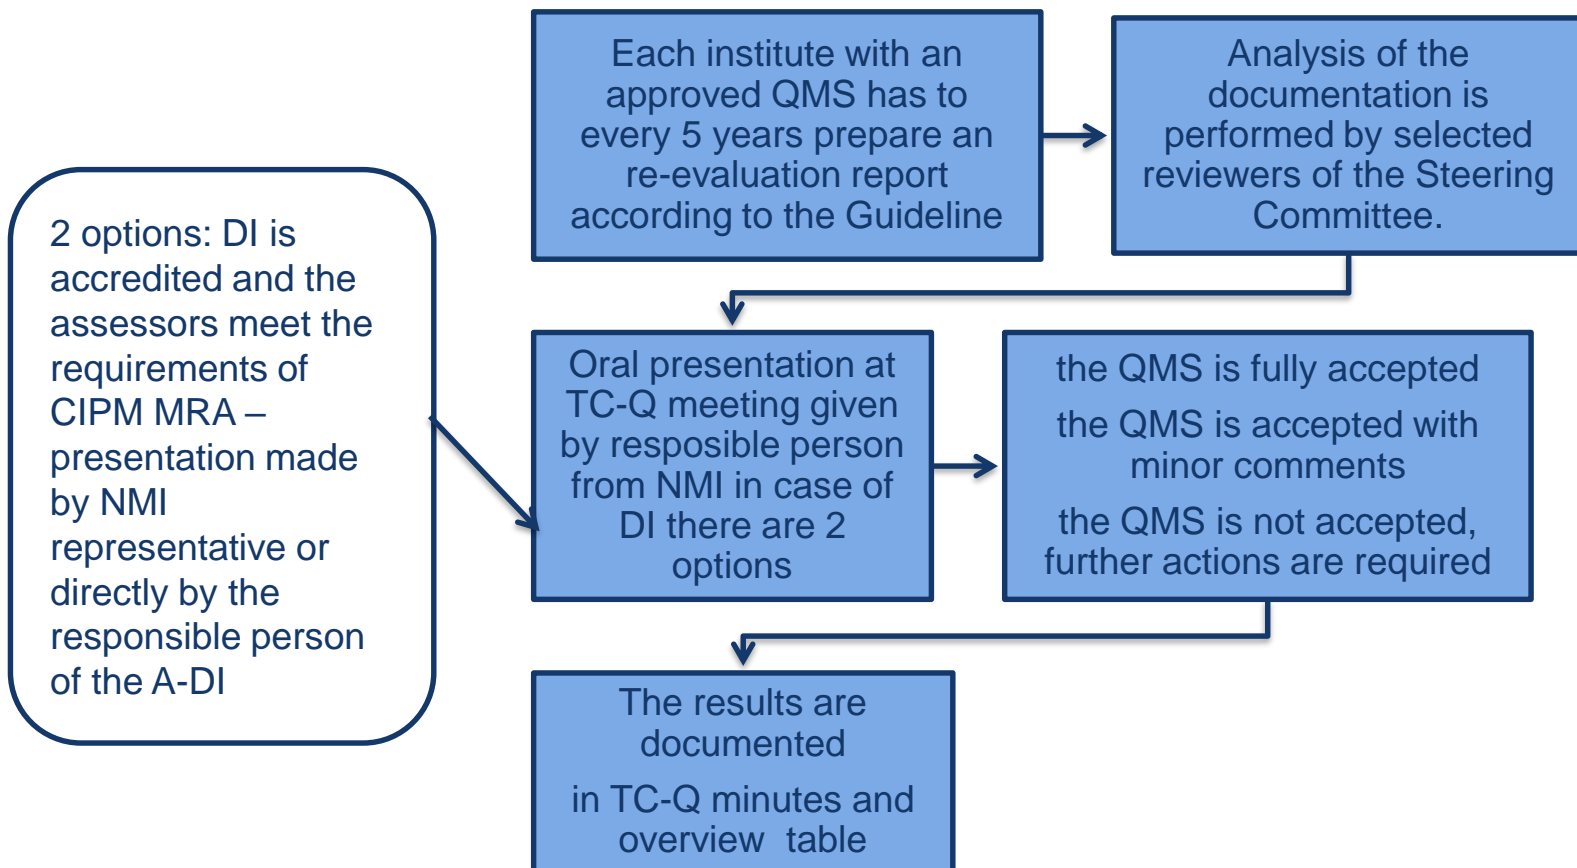 Each institute with an
approved QMS has to
every 5 years prepare an
re-evaluation report
according to the Guideline
Analysis of the
documentation is
performed by selected
reviewers of the Steering
Committee.
2 options: DI is
accredited and the
assessors meet the
requirements of
CIPM MRA –
presentation made
by NMI
representative or
directly by the
responsible person
of the A-DI
Oral presentation at
TC-Q meeting given
by resposible person
from NMI in case of
DI there are 2
options
the QMS is fully accepted
the QMS is accepted with
minor comments
the QMS is not accepted,
further actions are required
The results are
documented
in TC-Q minutes and
overview table